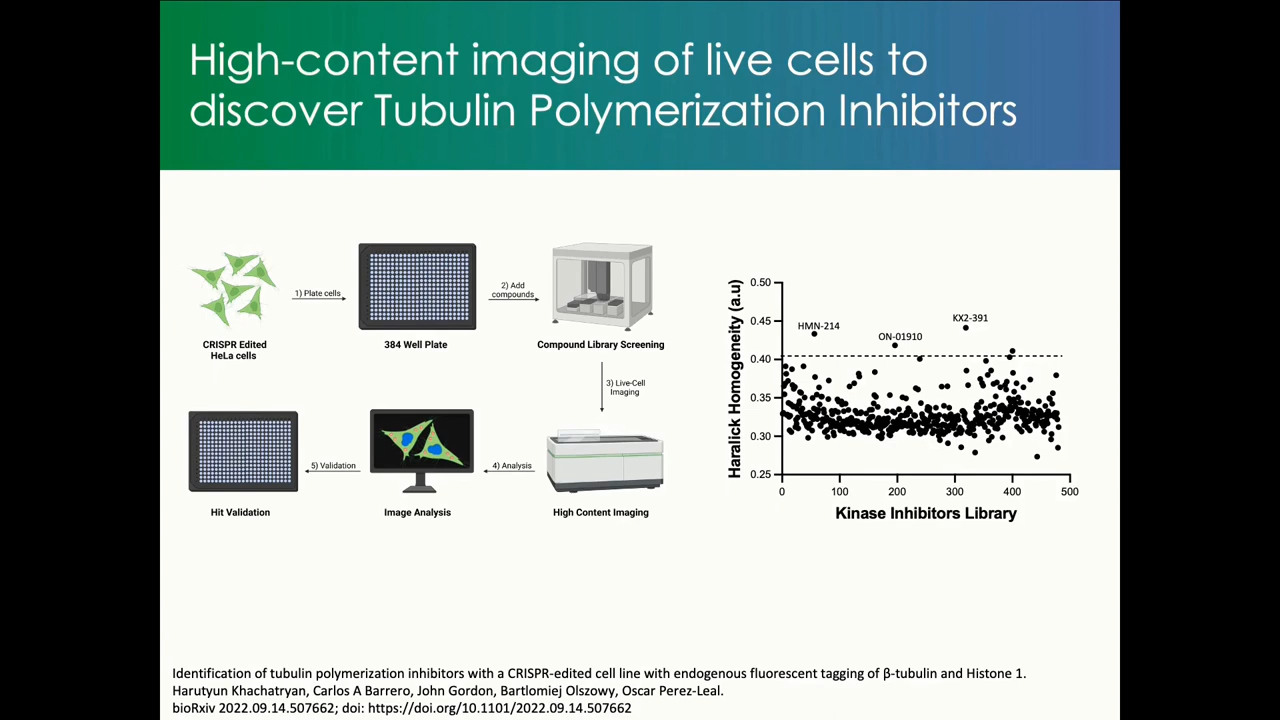 High-content imaging of live cells to
discover Tubulin Polymerization Inhibitors
1) Plate cells
2) Add
compounds
CRISPR Edited
HeLa cells
384 Well Plate
Compound Library Screening
3) Live-Cell
Imaging
5) Validation
4) Analysis
Hit Validation
Image Analysis
High Content Imaging
Haralick Homogeneity (a.u)
0.50
0.45
0.40
0.35
0.30
0.25
HMN-214
ON-01910
KX2-391
0
100
200
300
400
500
Kinase Inhibitors Library
Identification of tubulin polymerization inhibitors with a CRISPR-edited cell line with endogenous fluorescent tagging of β-tubulin and Histone 1.
Harutyun Khachatryan, Carlos A Barrero, John Gordon, Bartlomiej Olszowy, Oscar Perez-Leal.
bioRxiv 2022.09.14.507662; doi: https://doi.org/10.1101/2022.09.14.507662